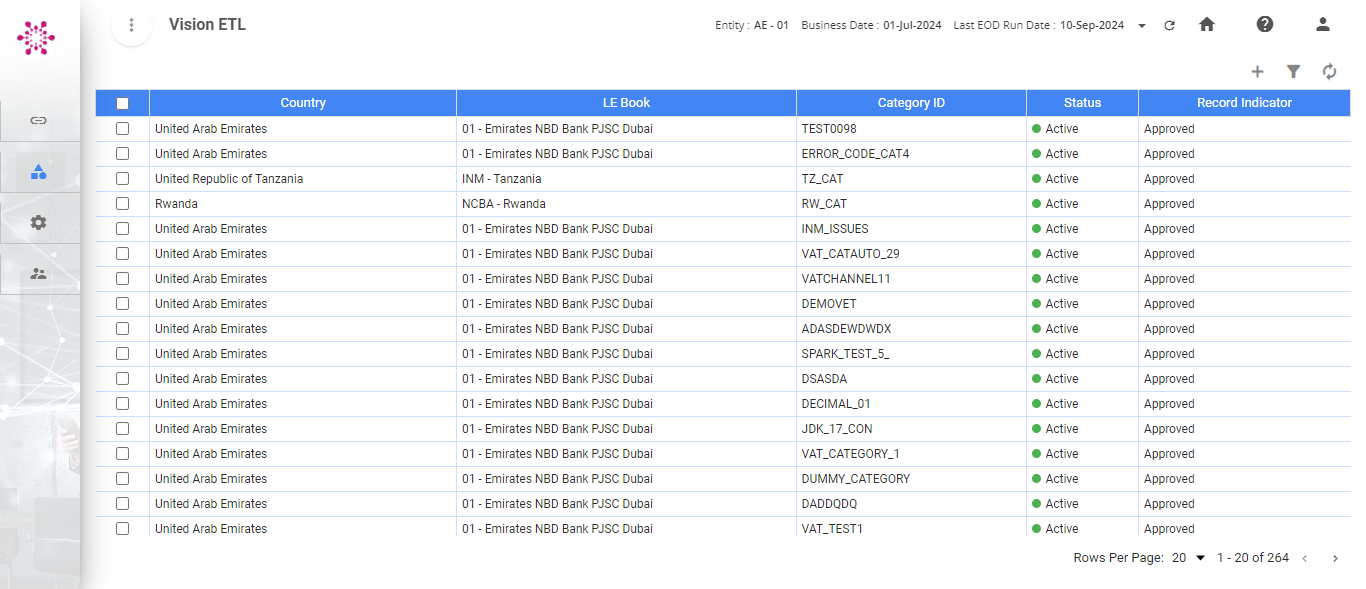 Vision ETL
Entity : AE - 01 Business Date : 01-Jul-2024 Last EOD Run Date : 10-Sep-2024
Country LE Book Category ID Status Record Indicator
United Arab Emirates 01 - Emirates NBD Bank PJSC Dubai TEST0098 Active Approved
United Arab Emirates 01 - Emirates NBD Bank PJSC Dubai ERROR_CODE_CAT4 Active Approved
United Republic of Tanzania INM - Tanzania TZ_CAT Active Approved
Rwanda NCBA - Rwanda RW_CAT Active Approved
United Arab Emirates 01 - Emirates NBD Bank PJSC Dubai INM_ISSUES Active Approved
United Arab Emirates 01 - Emirates NBD Bank PJSC Dubai VAT_CATAUTO_29 Active Approved
United Arab Emirates 01 - Emirates NBD Bank PJSC Dubai VATCHANNEL11 Active Approved
United Arab Emirates 01 - Emirates NBD Bank PJSC Dubai DEMOVET Active Approved
United Arab Emirates 01 - Emirates NBD Bank PJSC Dubai ADASDEWDWDX Active Approved
United Arab Emirates 01 - Emirates NBD Bank PJSC Dubai SPARK_TEST_5_ Active Approved
United Arab Emirates 01 - Emirates NBD Bank PJSC Dubai DSASDA Active Approved
United Arab Emirates 01 - Emirates NBD Bank PJSC Dubai DECIMAL_01 Active Approved
United Arab Emirates 01 - Emirates NBD Bank PJSC Dubai JDK_17_CON Active Approved
United Arab Emirates 01 - Emirates NBD Bank PJSC Dubai VAT_CATEGORY_1 Active Approved
United Arab Emirates 01 - Emirates NBD Bank PJSC Dubai DUMMY_CATEGORY Active Approved
United Arab Emirates 01 - Emirates NBD Bank PJSC Dubai DADDQDQ Active Approved
United Arab Emirates 01 - Emirates NBD Bank PJSC Dubai VAT_TEST1 Active Approved
Rows Per Page: 20 1 - 20 of 264